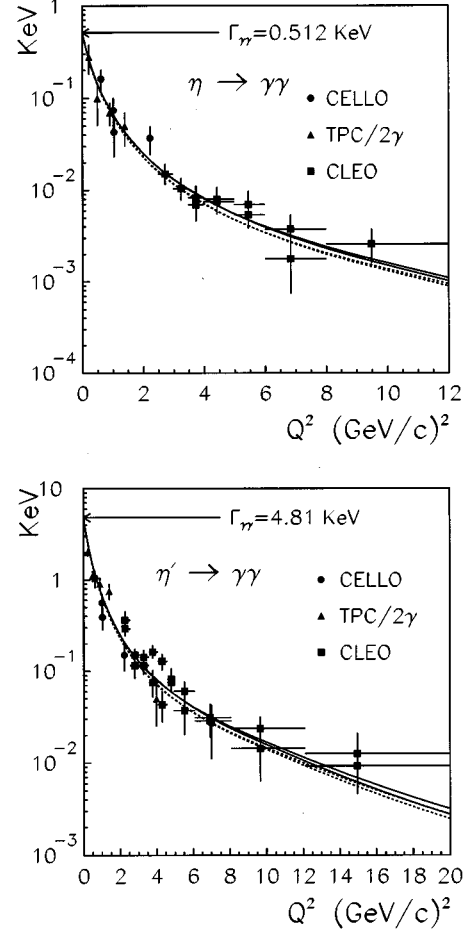 KeV
1
Γγγ=0.512 KeV
η → γγ
10⁻¹
CELLO
TPC/2γ
10⁻²
CLEO
10⁻³
10⁻⁴
0 2 4 6 8 10 12
Q² (GeV/c)²
KeV
10
Γγγ=4.81 KeV
1
η′ → γγ
CELLO
TPC/2γ
10⁻¹
CLEO
10⁻²
10⁻³
0 2 4 6 8 10 12 14 16 18 20
Q² (GeV/c)²